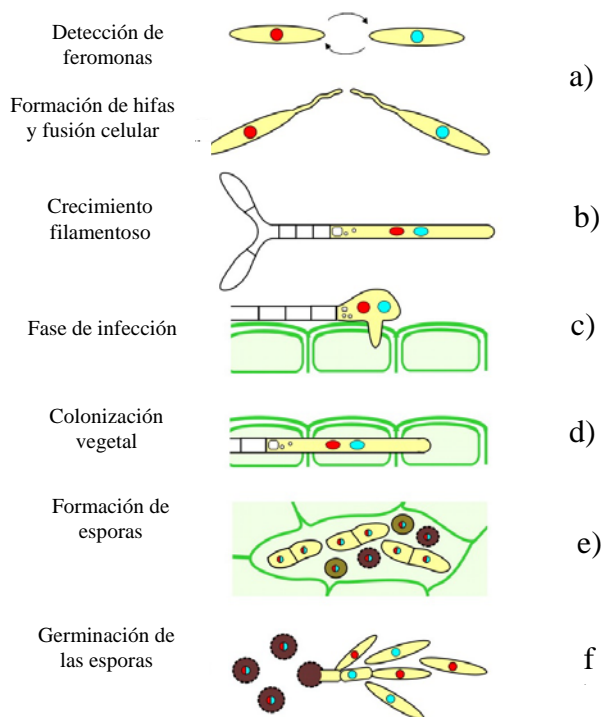 Detección de
feromonas
a)
Formación de hifas
y fusión celular
Crecimiento
filamentoso
b)
Fase de infección
c)
Colonización
vegetal
d)
Formación de
esporas
e)
Germinación de
las esporas
f